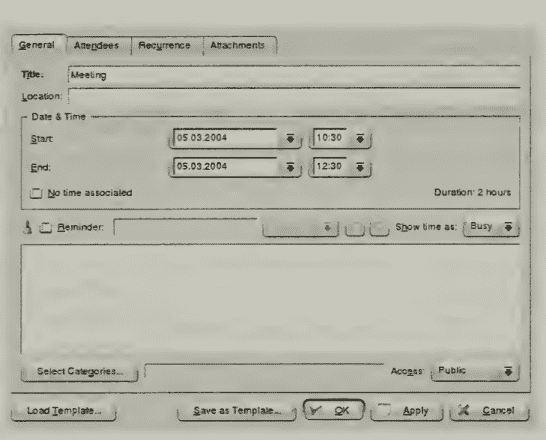 General Attendees Recurrence Attachments
Title: Meeting
Location:
Date & Time
Start: 05.03.2004 10:30
End: 05.03.2004 12:30
No time associated Duration: 2 hours
Reminder: Show time as: Busy
Select Categories... Access: Public
Load Template... Save as Template... OK Apply Cancel